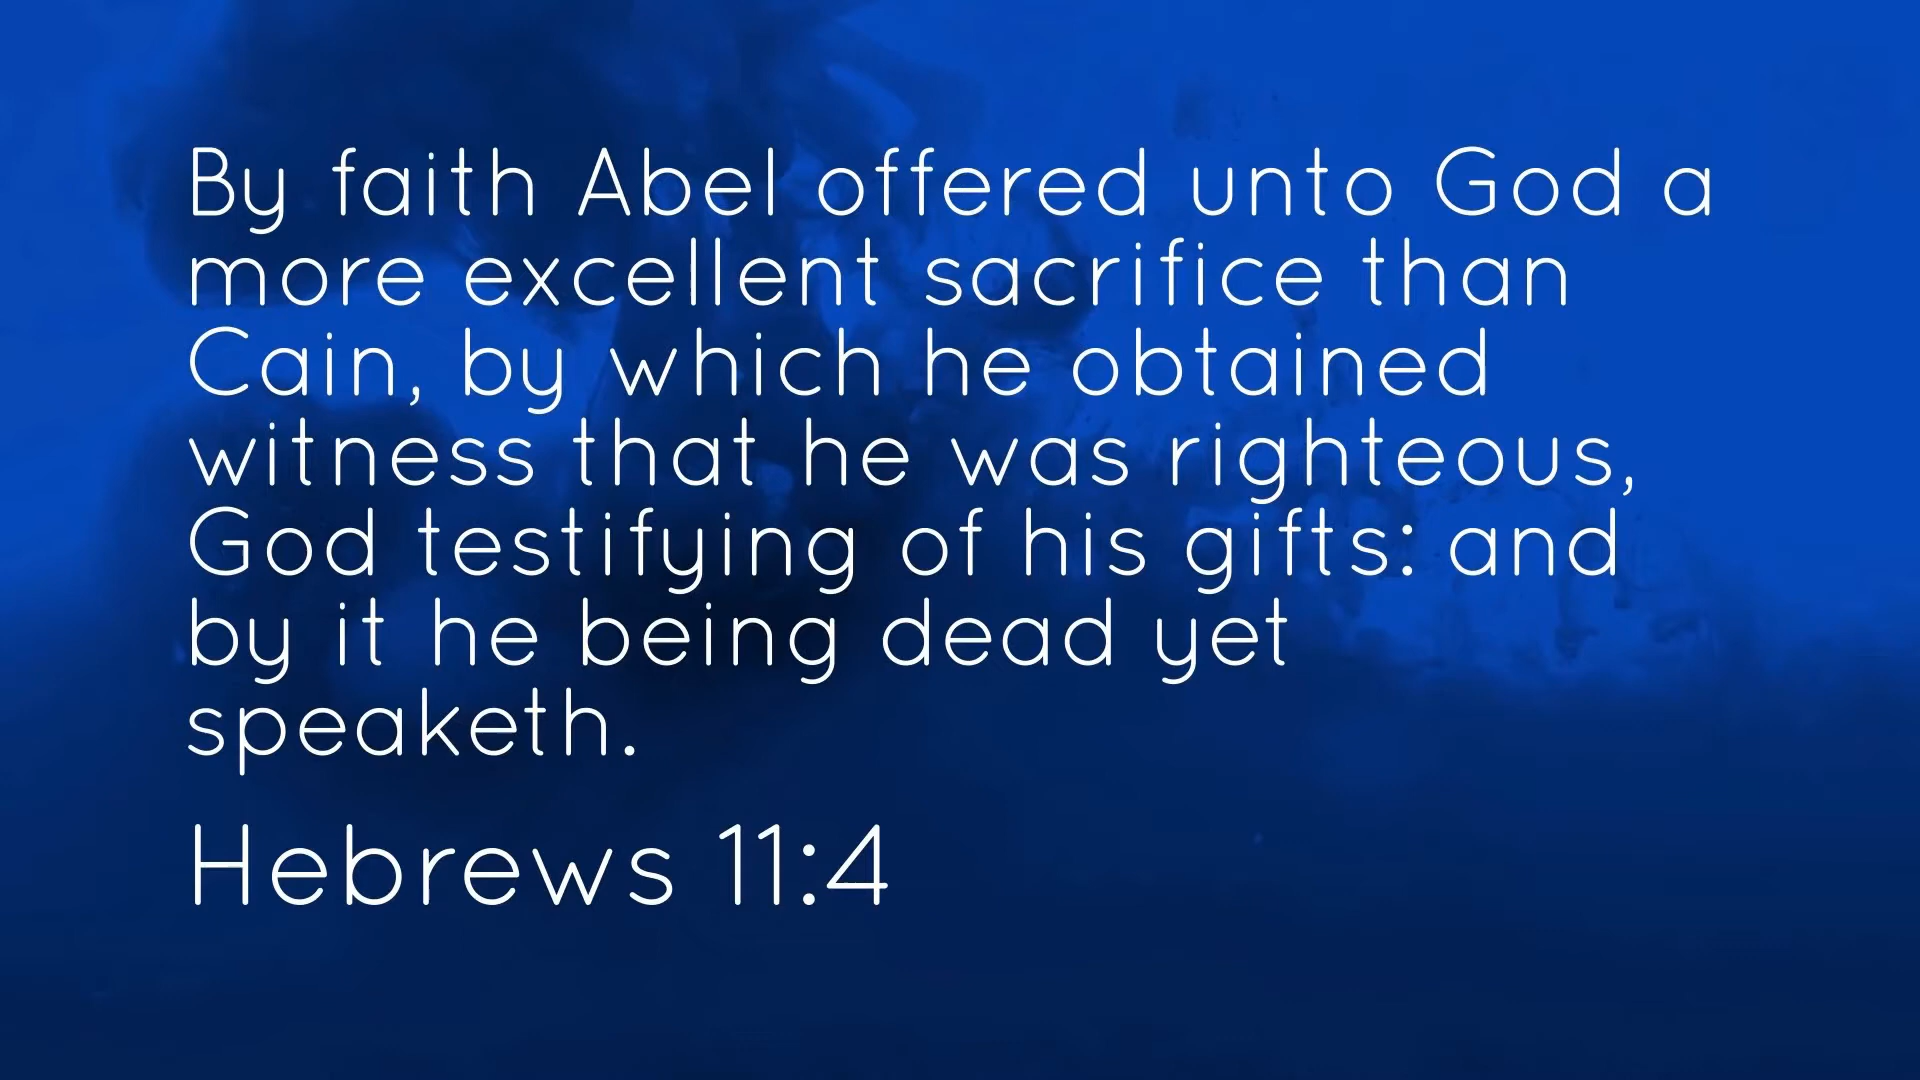 By faith Abel offered unto God a
more excellent sacrifice than
Cain, by which he obtained
witness that he was righteous,
God testifying of his gifts: and
by it he being dead yet
speaketh.
Hebrews 11:4